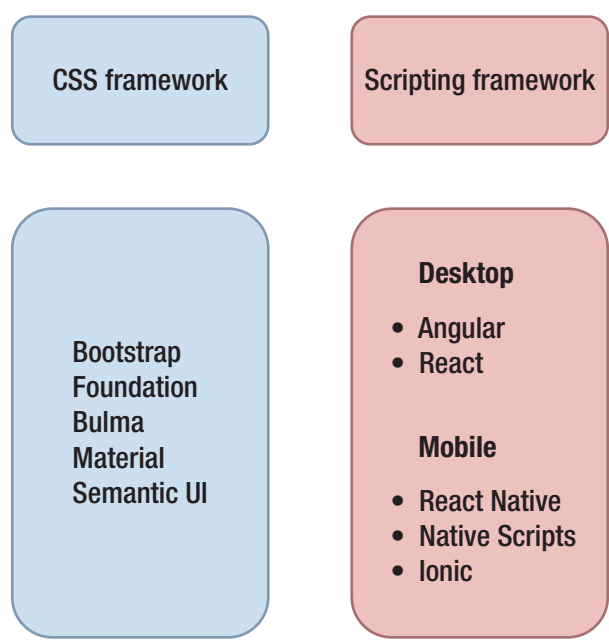 CSS framework
Scripting framework
Bootstrap
Foundation
Bulma
Material
Semantic UI
Desktop
• Angular
• React
Mobile
• React Native
• Native Scripts
• Ionic